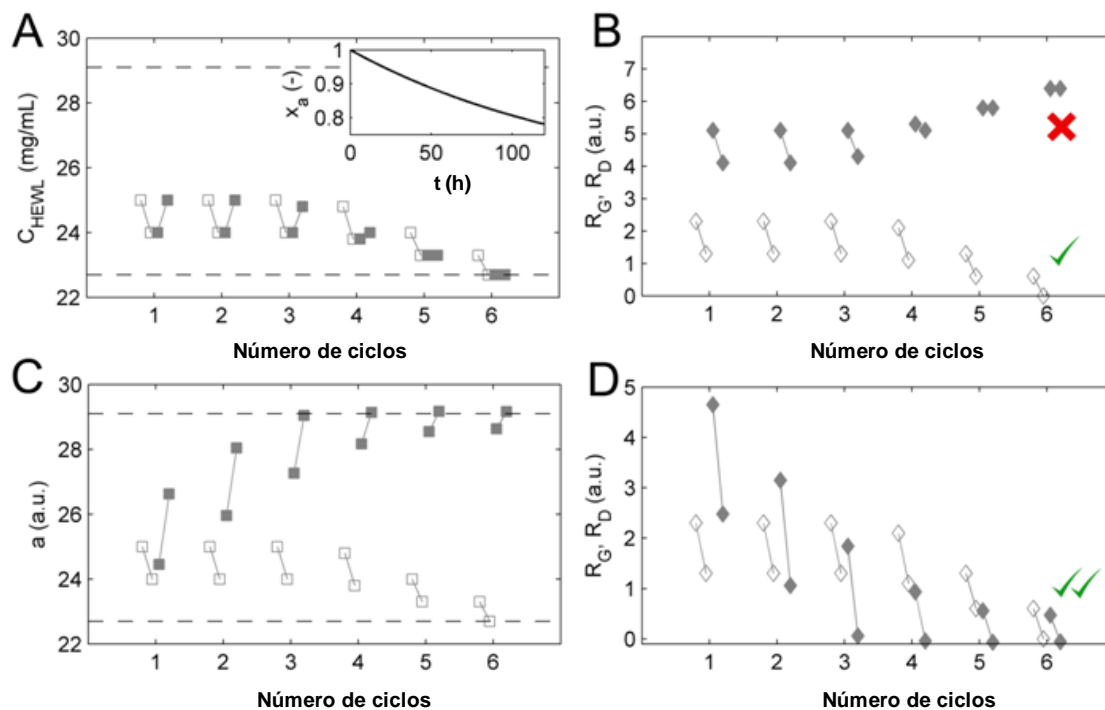 A
30
28
26
24
22
C_HEWL (mg/mL)
1
0.9
0.8
x_a (-)
0
50
100
t (h)
1 2 3 4 5 6
Número de ciclos
B
7
6
5
4
3
2
1
0
R_G, R_D (a.u.)
1 2 3 4 5 6
Número de ciclos
C
30
28
26
24
22
a (a.u.)
1 2 3 4 5 6
Número de ciclos
D
5
4
3
2
1
0
R_G, R_D (a.u.)
1 2 3 4 5 6
Número de ciclos